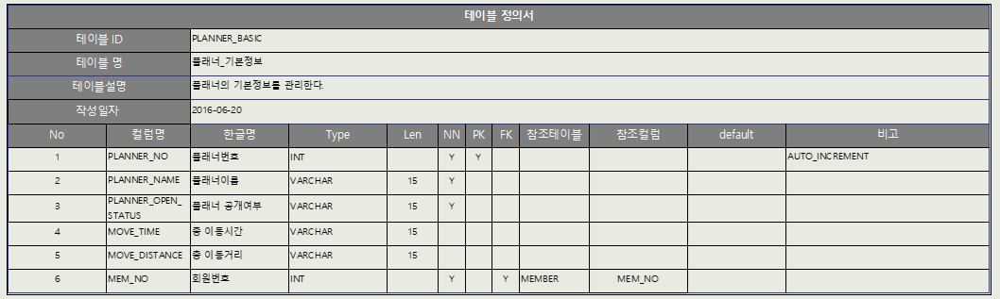 테이블 정의서
테이블 ID PLANNER_BASIC
테이블 명 플래너_기본정보
테이블설명 플래너의 기본정보를 관리한다.
작성일자 2016-06-20
No 컬럼명 한글명 Type Len NN PK FK 참조테이블 참조컬럼 default 비고
1 PLANNER_NO 플래너번호 INT Y Y AUTO_INCREMENT
2 PLANNER_NAME 플래너이름 VARCHAR 15 Y
3 PLANNER_OPEN_
STATUS 플래너 공개여부 VARCHAR 15 Y
4 MOVE_TIME 총 이동시간 VARCHAR 15
5 MOVE_DISTANCE 총 이동거리 VARCHAR 15
6 MEM_NO 회원번호 INT Y Y MEMBER MEM_NO